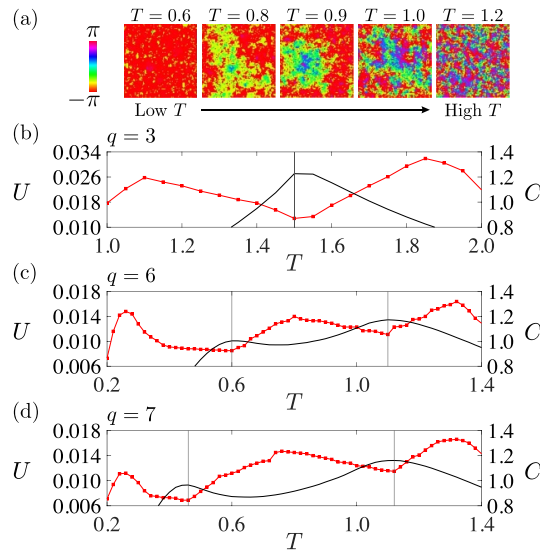 (a) T = 0.6 T = 0.8 T = 0.9 T = 1.0 T = 1.2
π
−π
Low T High T
(b) q = 3
0.034 1.4
0.026 1.2
0.018 1.0
0.010 0.8
U C
1.0 1.2 1.4 1.6 1.8 2.0
T
(c) q = 6
0.018 1.4
0.014 1.2
0.010 1.0
0.006 0.8
U C
0.2 0.6 1.0 1.4
T
(d) q = 7
0.018 1.4
0.014 1.2
0.010 1.0
0.006 0.8
U C
0.2 0.6 1.0 1.4
T